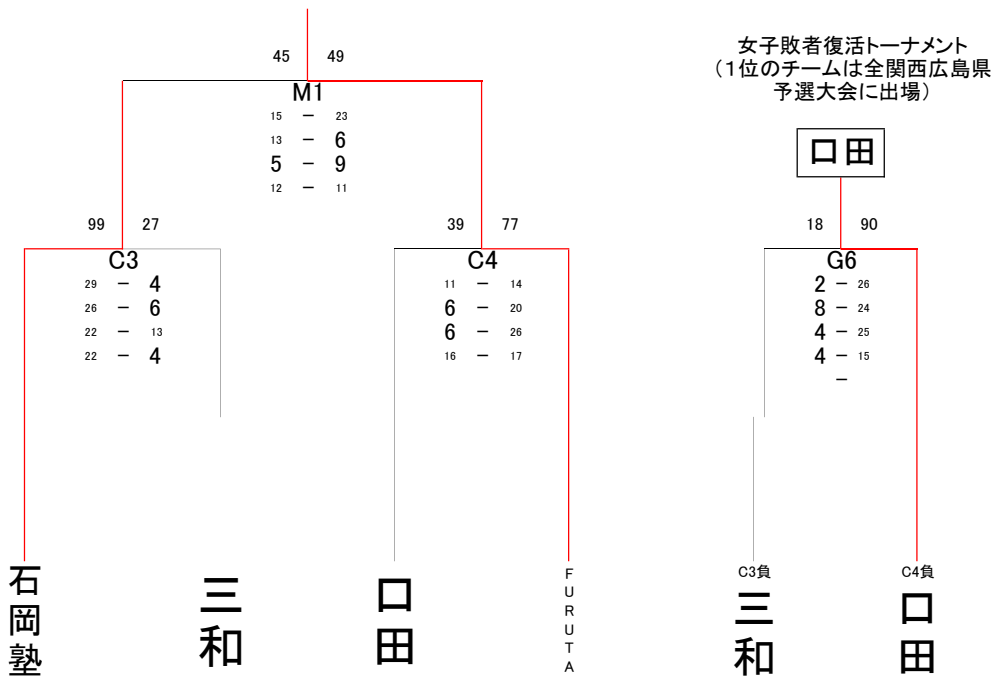 45 49
M1
15 － 23
13 － 6
5 － 9
12 － 11
99 27
C3
29 － 4
26 － 6
22 － 13
22 － 4
39 77
C4
11 － 14
6 － 20
6 － 26
16 － 17
石岡塾
三和
口田
FURUTA
女子敗者復活トーナメント
（１位のチームは全関西広島県
予選大会に出場）
口田
18 90
G6
2 － 26
8 － 24
4 － 25
4 － 15
－
C3負
三和
C4負
口田